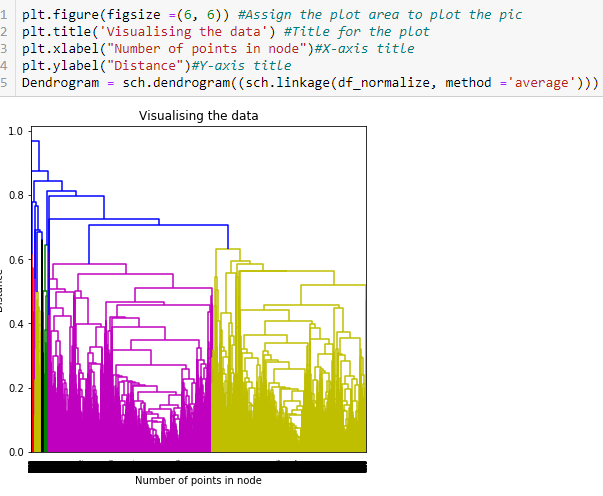 1 plt.figure(figsize =(6, 6)) #Assign the plot area to plot the pic
2 plt.title('Visualising the data') #Title for the plot
3 plt.xlabel("Number of points in node")#X-axis title
4 plt.ylabel("Distance")#Y-axis title
5 Dendrogram = sch.dendrogram((sch.linkage(df_normalize, method ='average')))
Visualising the data
1.0
0.8
0.6
0.4
0.2
0.0
Distance
Number of points in node